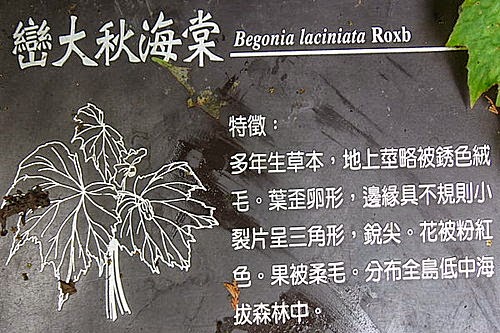 巒大秋海棠 Begonia laciniata Roxb
特徵：
多年生草本，地上莖略被銹色絨
毛。葉歪卵形，邊緣具不規則小
裂片呈三角形，銳尖。花被粉紅
色。果被柔毛。分布全島低中海
拔森林中。